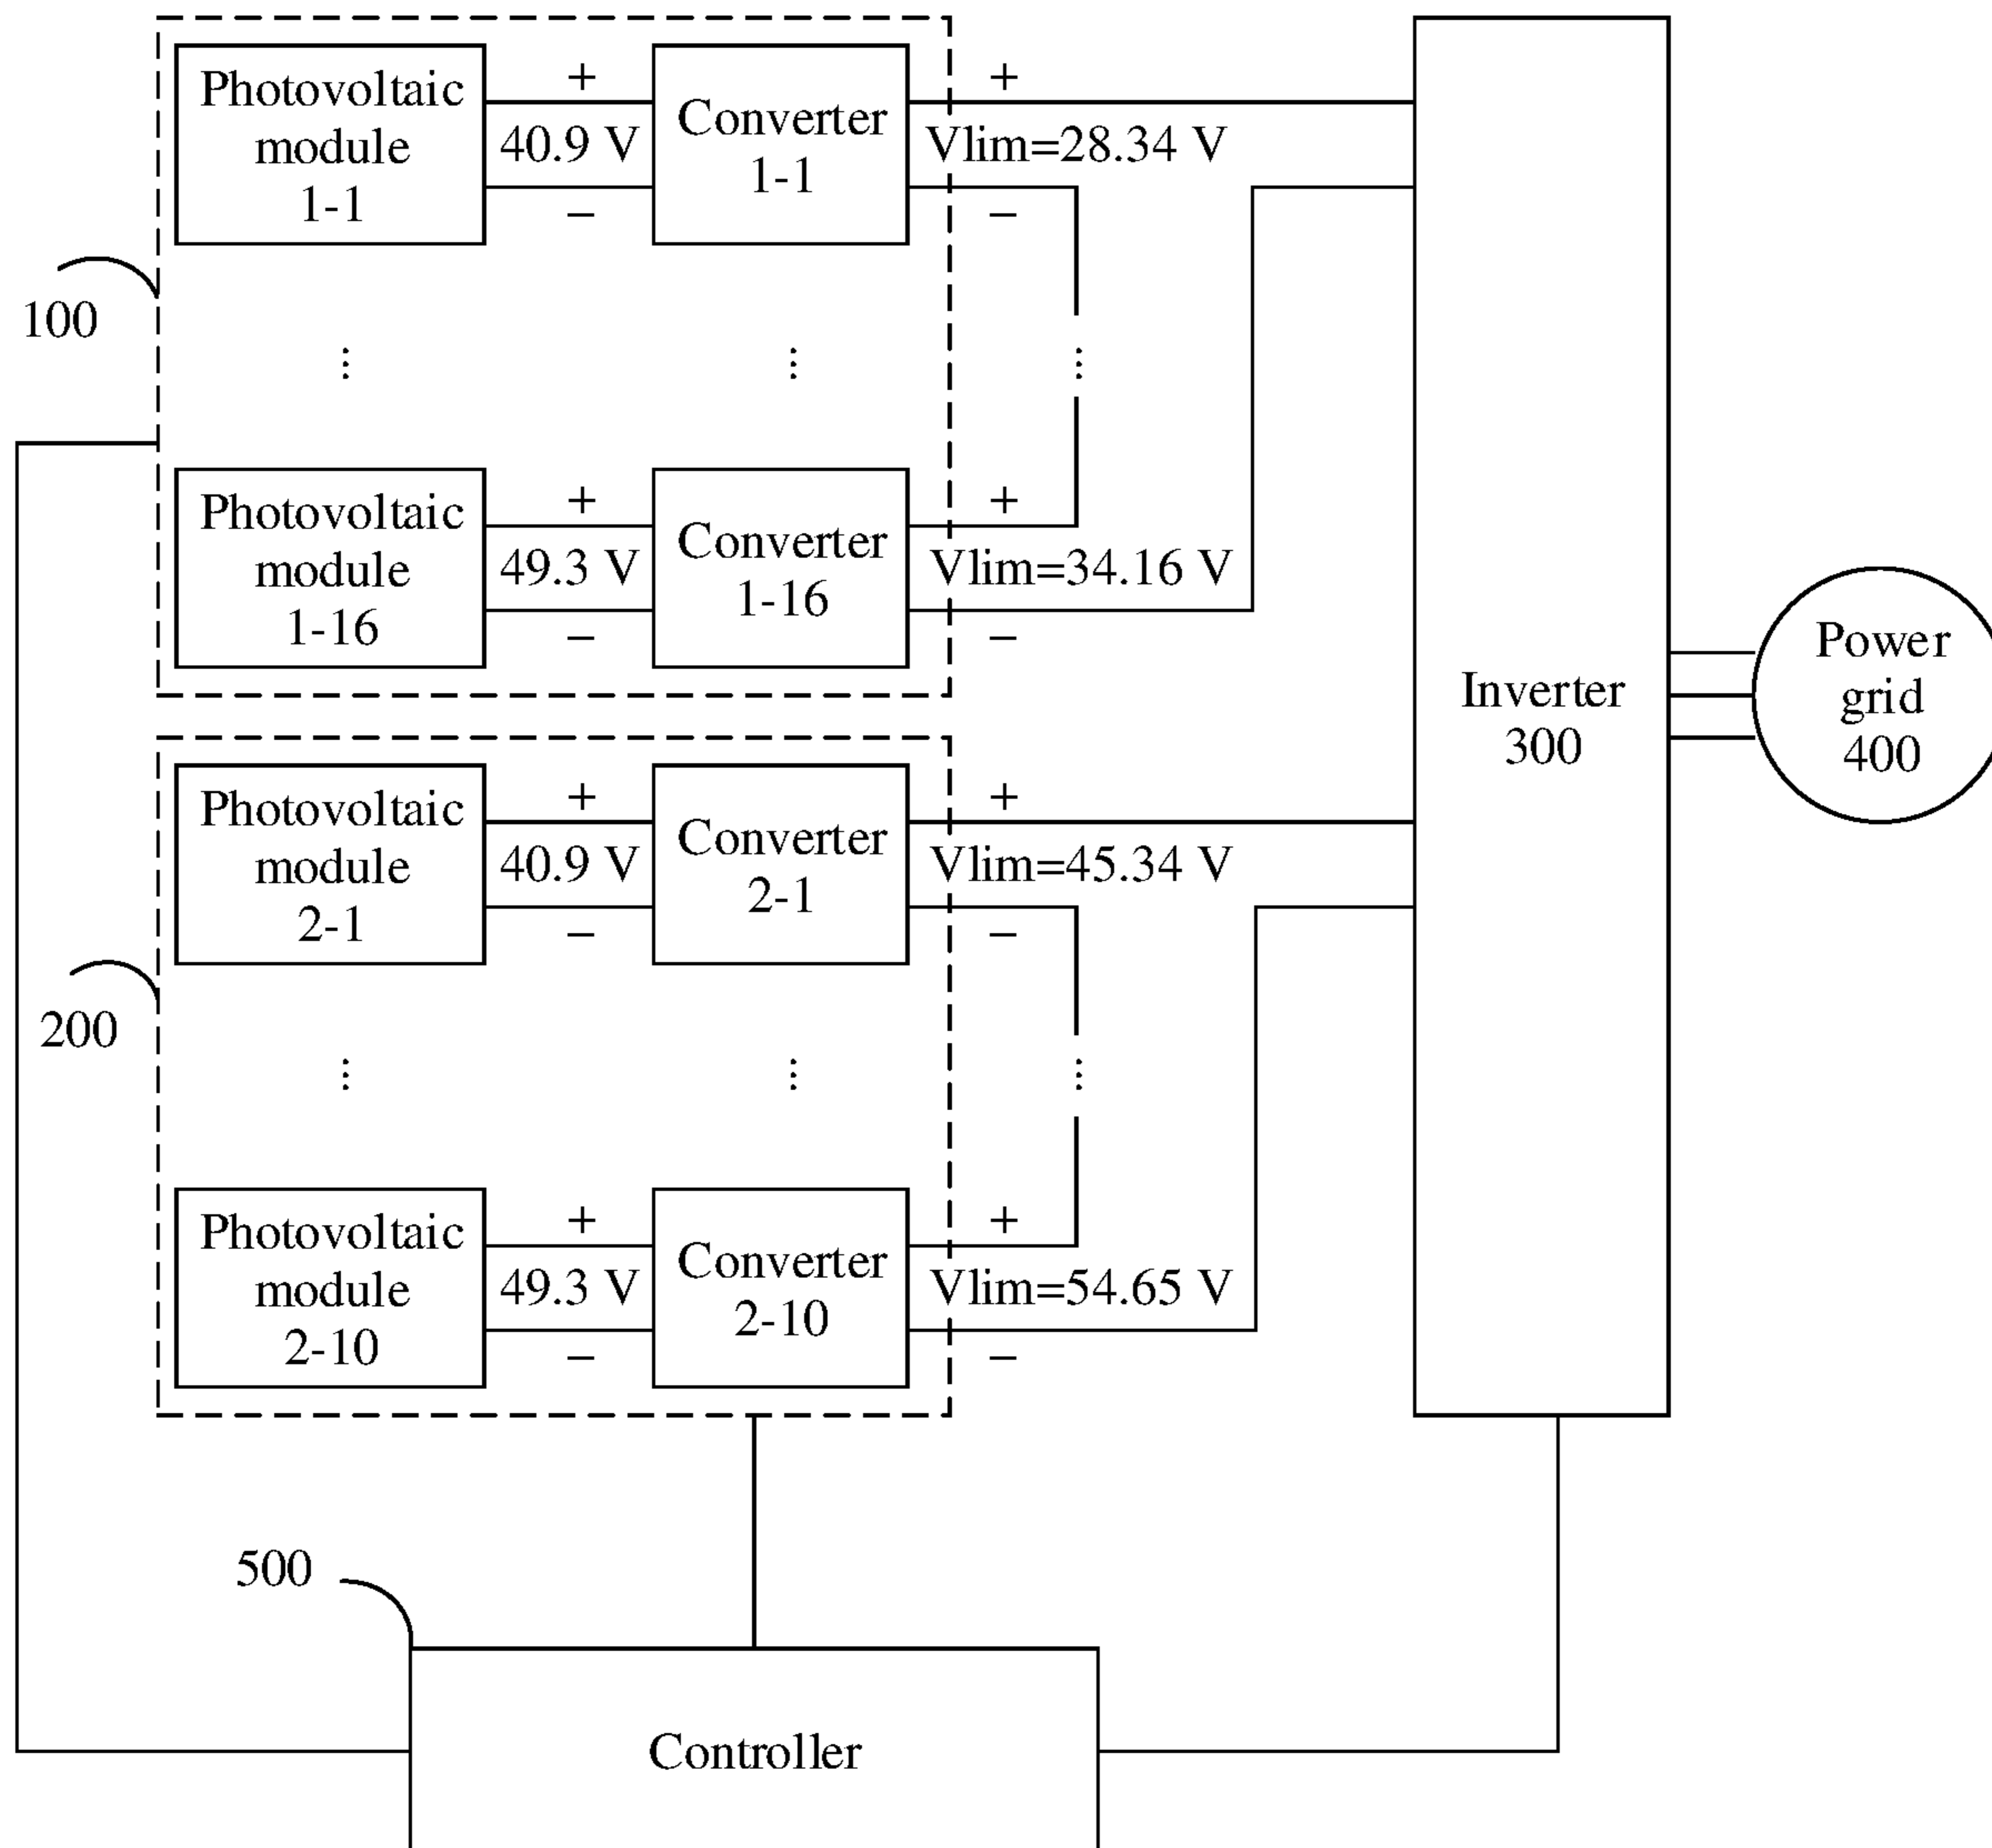 Photovoltaic
module
1-1
+
40.9 V
−
Converter
1-1
+
Vlim=28.34 V
−
100
⋮
⋮
⋮
Photovoltaic
module
1-16
+
49.3 V
−
Converter
1-16
+
Vlim=34.16 V
−
Inverter
300
Power
grid
400
Photovoltaic
module
2-1
+
40.9 V
−
Converter
2-1
+
Vlim=45.34 V
−
200
⋮
⋮
⋮
Photovoltaic
module
2-10
+
49.3 V
−
Converter
2-10
+
Vlim=54.65 V
−
500
Controller